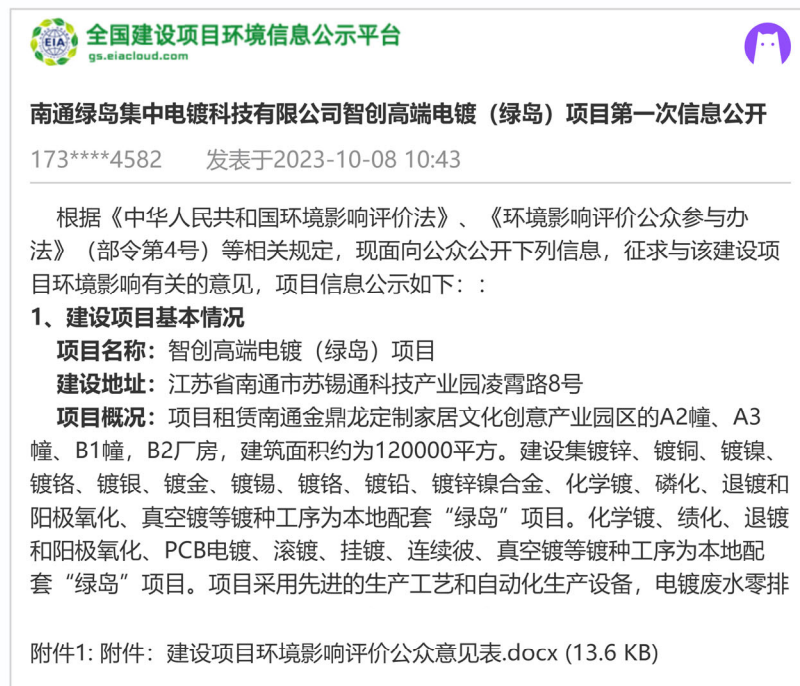 EIA
全国建设项目环境信息公示平台
gs.eiacloud.com
南通绿岛集中电镀科技有限公司智创高端电镀（绿岛）项目第一次信息公开
173****4582 发表于2023-10-08 10:43
根据《中华人民共和国环境影响评价法》、《环境影响评价公众参与办
法》（部令第4号）等相关规定，现面向公众公开下列信息，征求与该建设项
目环境影响有关的意见，项目信息公示如下：:
1、建设项目基本情况
项目名称：智创高端电镀（绿岛）项目
建设地址：江苏省南通市苏锡通科技产业园凌霄路8号
项目概况：项目租赁南通金鼎龙定制家居文化创意产业园区的A2幢、A3
幢、B1幢，B2厂房，建筑面积约为120000平方。建设集镀锌、镀铜、镀镍、
镀铬、镀银、镀金、镀锡、镀铬、镀铅、镀锌镍合金、化学镀、磷化、退镀和
阳极氧化、真空镀等镀种工序为本地配套“绿岛”项目。化学镀、绩化、退镀
和阳极氧化、PCB电镀、滚镀、挂镀、连续彼、真空镀等镀种工序为本地配
套“绿岛”项目。项目采用先进的生产工艺和自动化生产设备，电镀废水零排
附件1: 附件：建设项目环境影响评价公众意见表.docx (13.6 KB)